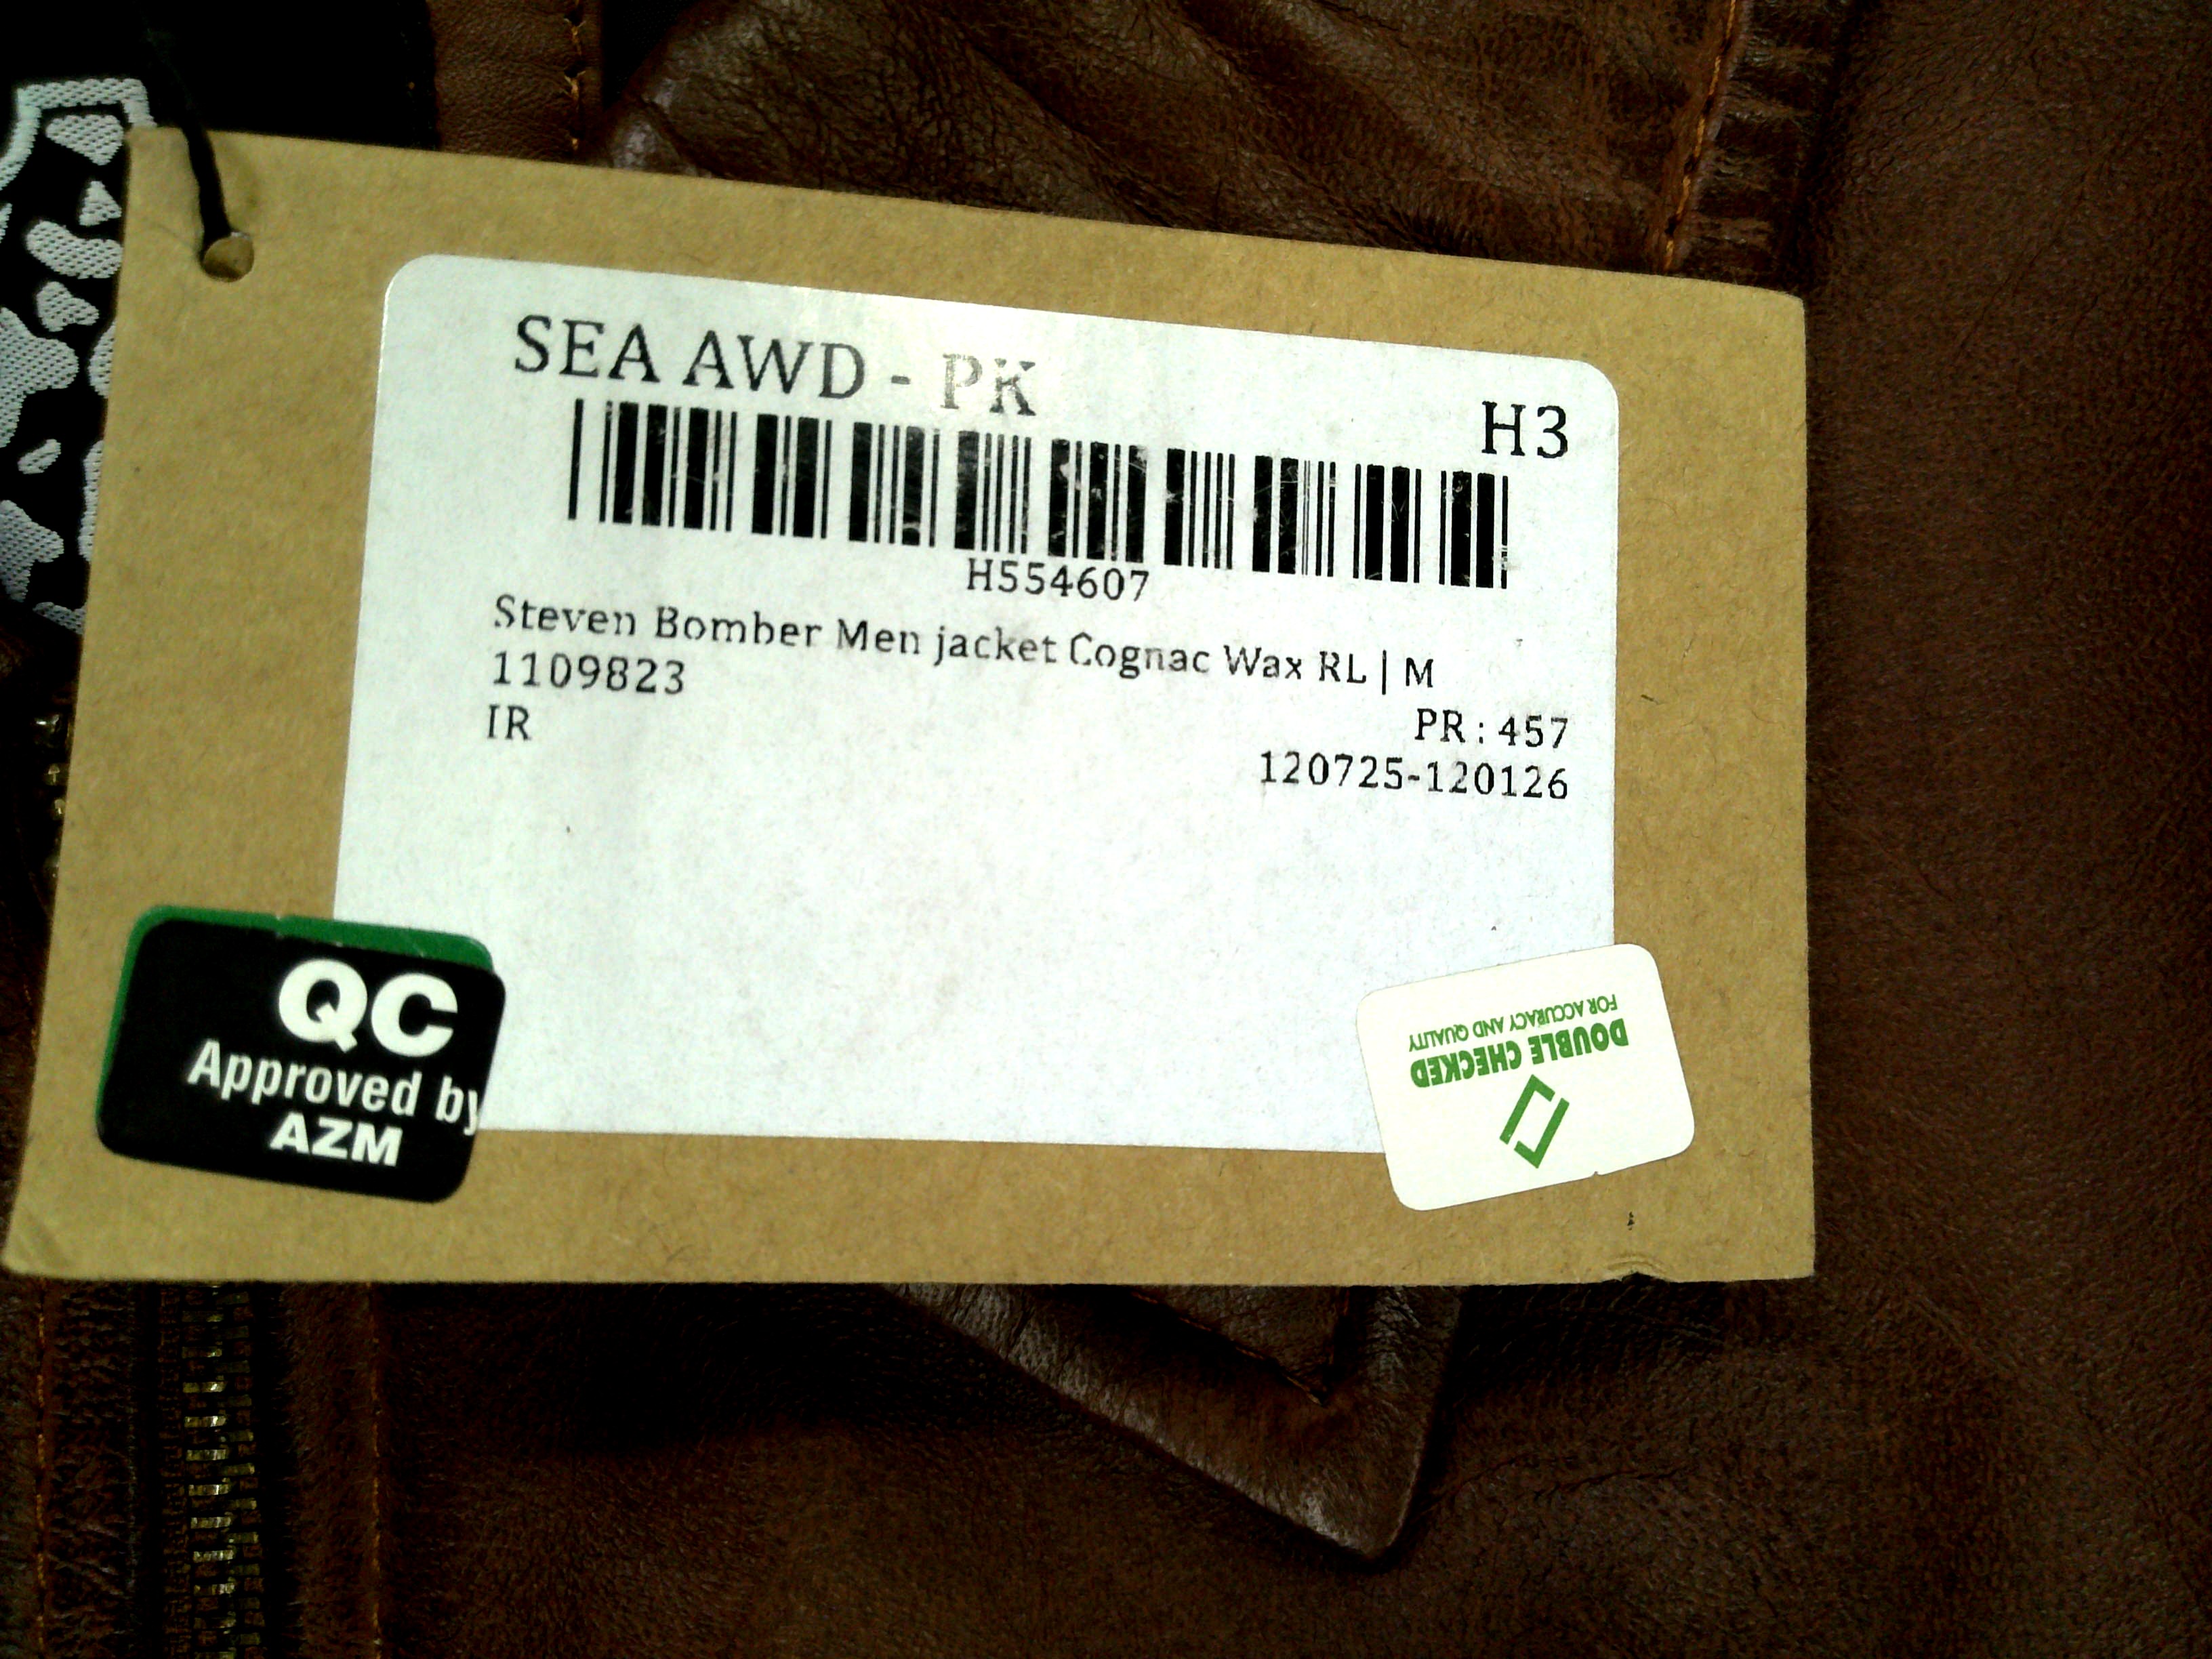 SEA AWD - PK
H3
H554607
Steven Bomber Men jacket Cognac Wax RL | M
1109823
IR
PR : 457
120725-120126
QC
Approved by
AZM
DOUBLE CHECKED
FOR ACCURACY AND QUALITY